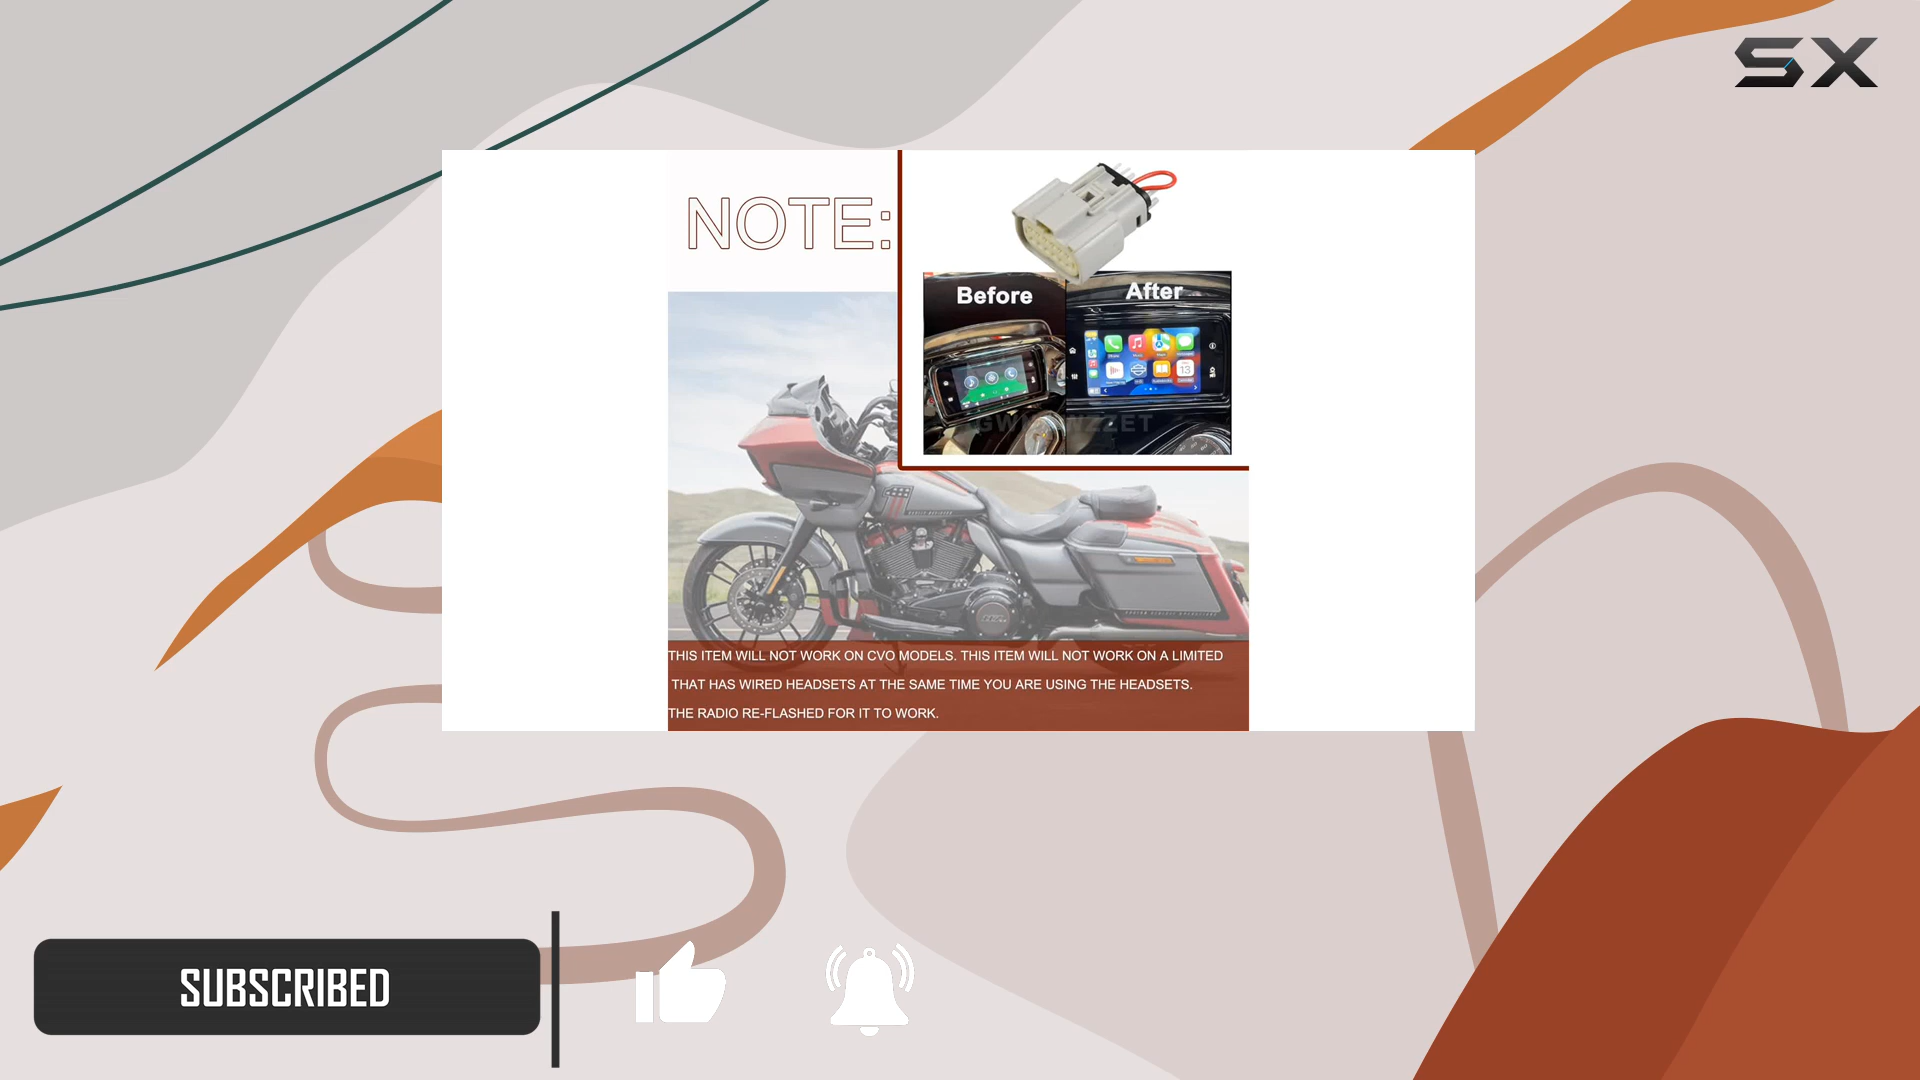 SX
NOTE:
Before
After
THIS ITEM WILL NOT WORK ON CVO MODELS. THIS ITEM WILL NOT WORK ON A LIMITED
THAT HAS WIRED HEADSETS AT THE SAME TIME YOU ARE USING THE HEADSETS.
THE RADIO RE-FLASHED FOR IT TO WORK.
SUBSCRIBED